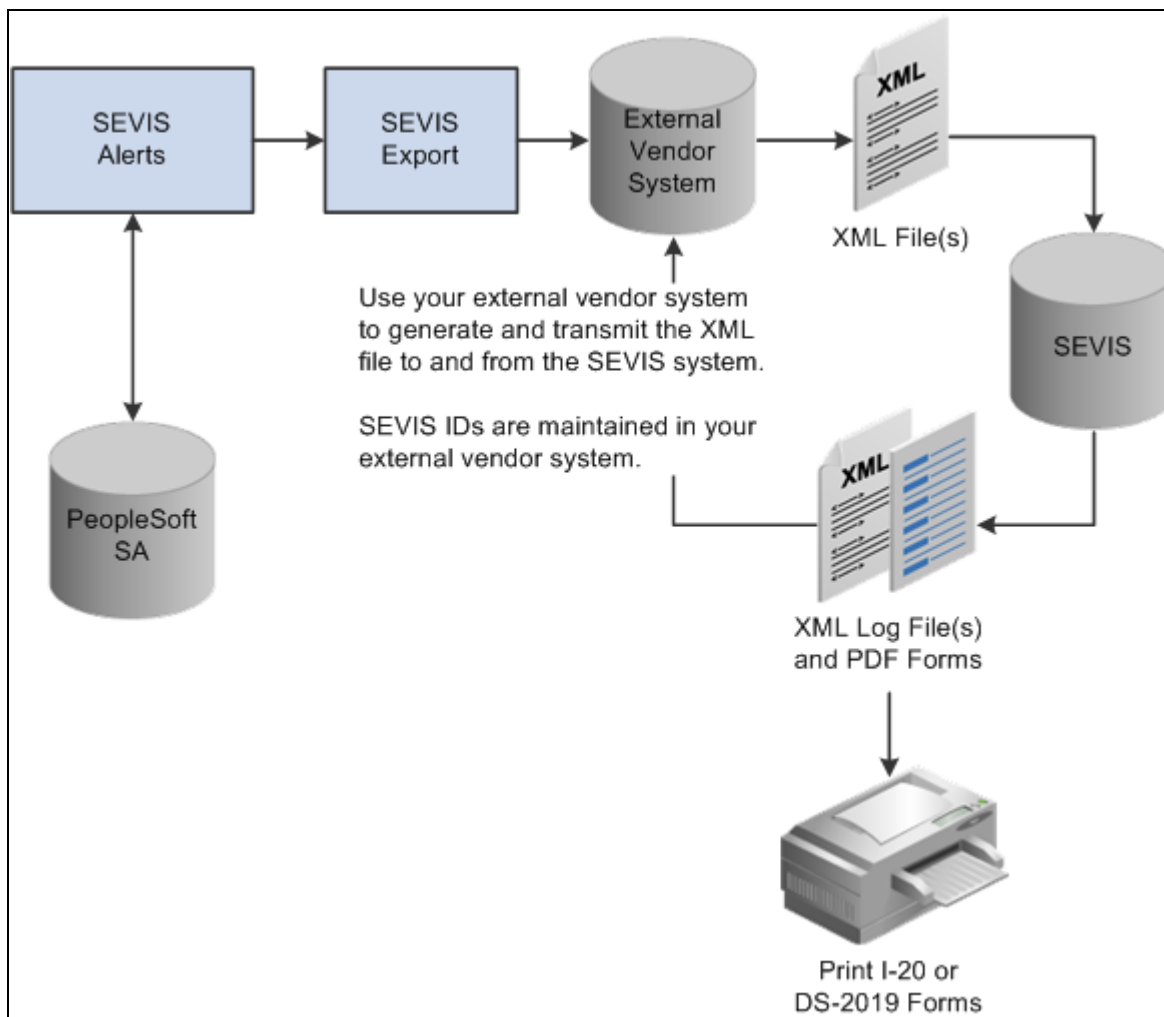 SEVIS
Alerts
SEVIS
Export
External
Vendor
System
XML
XML File(s)
Use your external vendor system
to generate and transmit the XML
file to and from the SEVIS system.
SEVIS IDs are maintained in your
external vendor system.
SEVIS
PeopleSoft
SA
XML
XML Log File(s)
and PDF Forms
Print I-20 or
DS-2019 Forms